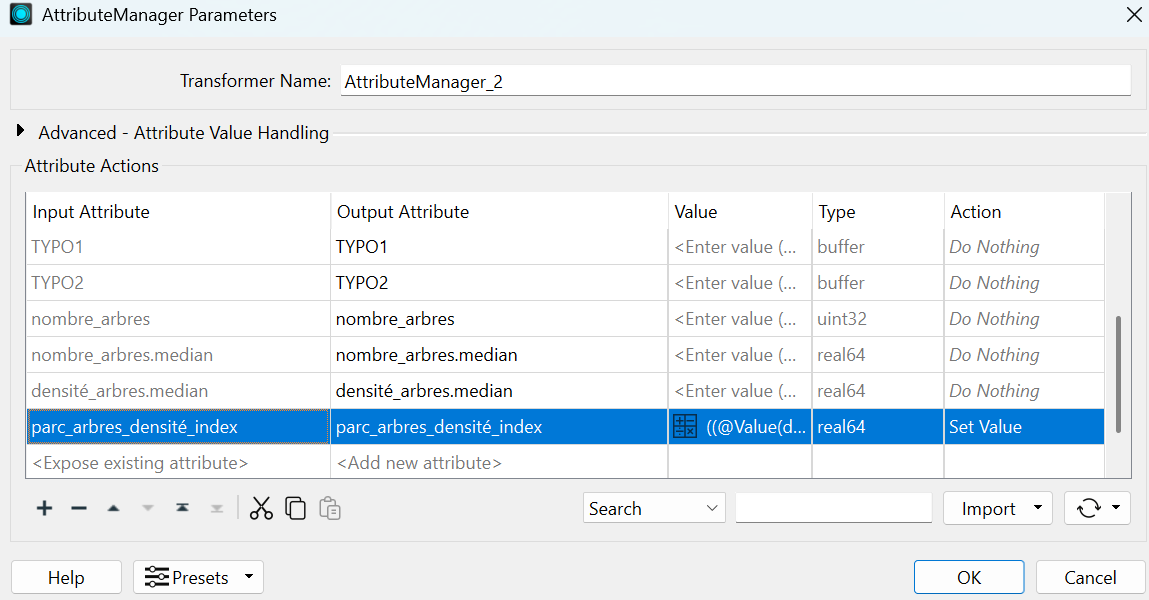 AttributeManager Parameters
Transformer Name: AttributeManager_2
Advanced - Attribute Value Handling
Attribute Actions
Input Attribute Output Attribute Value Type Action
TYPO1 TYPO1 <Enter value (... buffer Do Nothing
TYPO2 TYPO2 <Enter value (... buffer Do Nothing
nombre_arbres nombre_arbres <Enter value (... uint32 Do Nothing
nombre_arbres.median nombre_arbres.median <Enter value (... real64 Do Nothing
densité_arbres.median densité_arbres.median <Enter value (... real64 Do Nothing
parc_arbres_densité_index parc_arbres_densité_index ((@Value(d... real64 Set Value
<Expose existing attribute> <Add new attribute>
Search Import
Help Presets OK Cancel